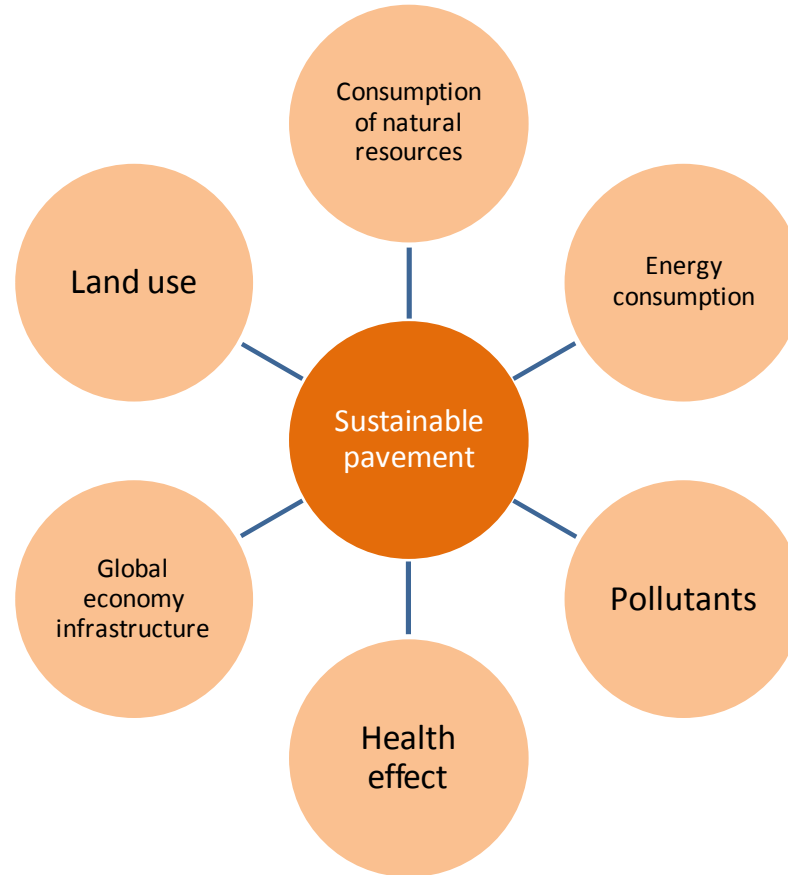 Consumption
of natural
resources
Land use
Energy
consumption
Sustainable
pavement
Global
economy
infrastructure
Pollutants
Health
effect